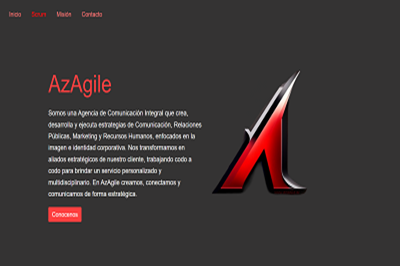 Inicio Scrum Misión Contacto
AzAgile
Somos una Agencia de Comunicación Integral que crea,
desarrolla y ejecuta estrategias de Comunicación, Relaciones
Públicas, Marketing y Recursos Humanos, enfocados en la
imagen e identidad corporativa. Nos transformamos en
aliados estratégicos de nuestro cliente, trabajando codo a
codo para brindar un servicio personalizado y
multidisciplinario. En AzAgile creamos, conectamos y
comunicamos de forma estratégica.
Conocenos